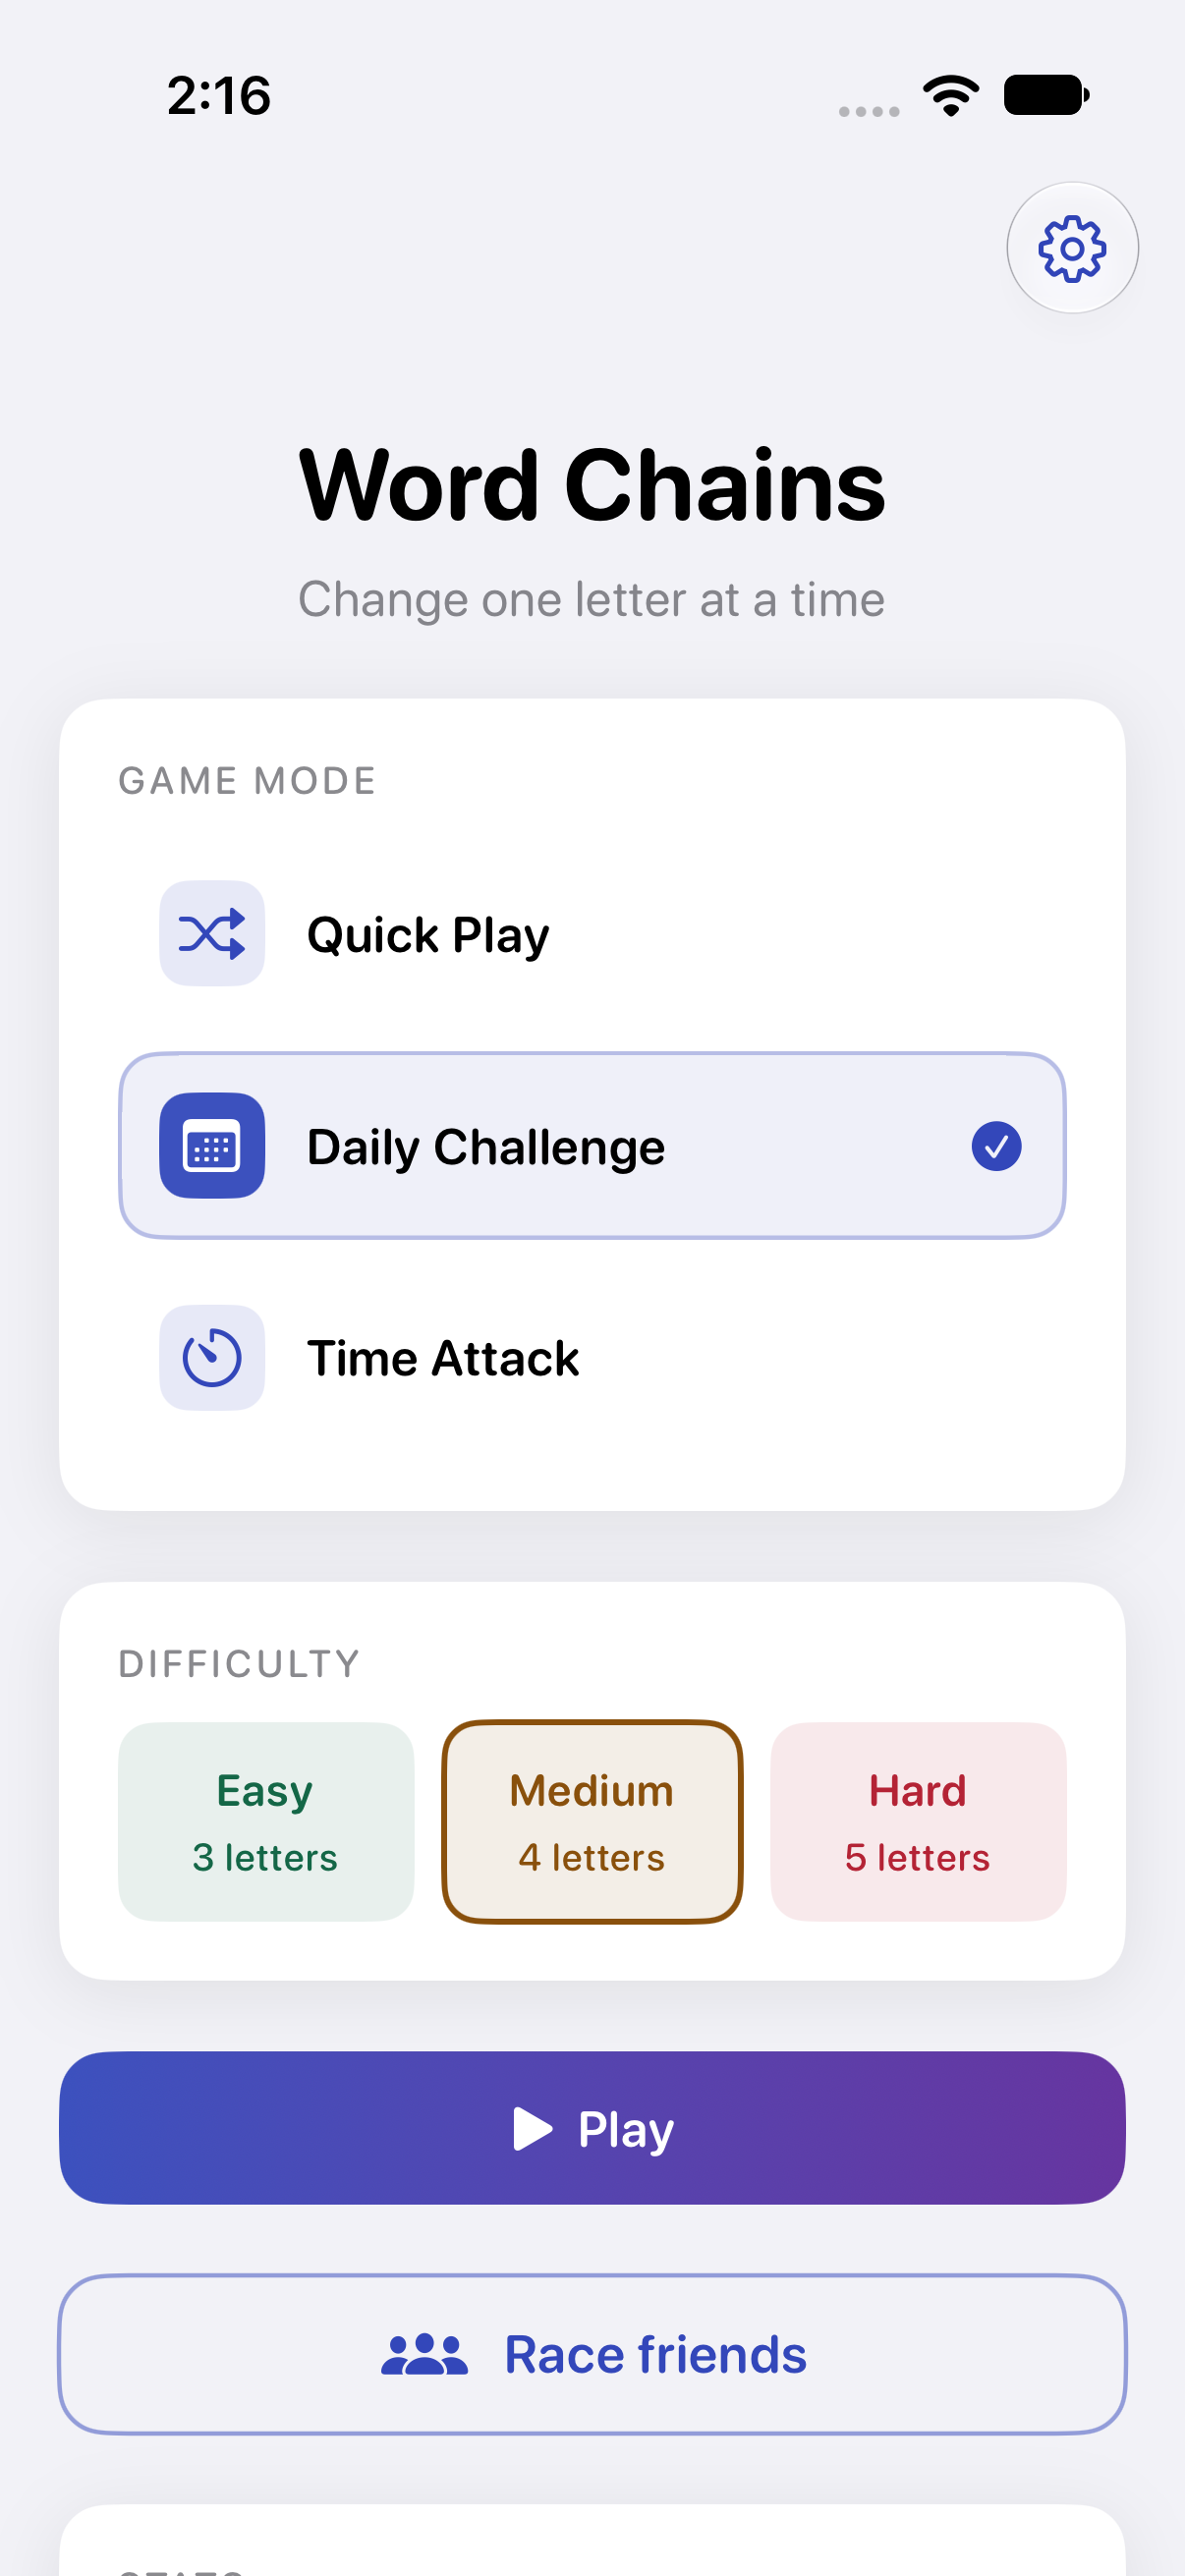 2:16
Word Chains
Change one letter at a time
GAME MODE
Quick Play
Daily Challenge
Time Attack
DIFFICULTY
Easy
3 letters
Medium
4 letters
Hard
5 letters
Play
Race friends